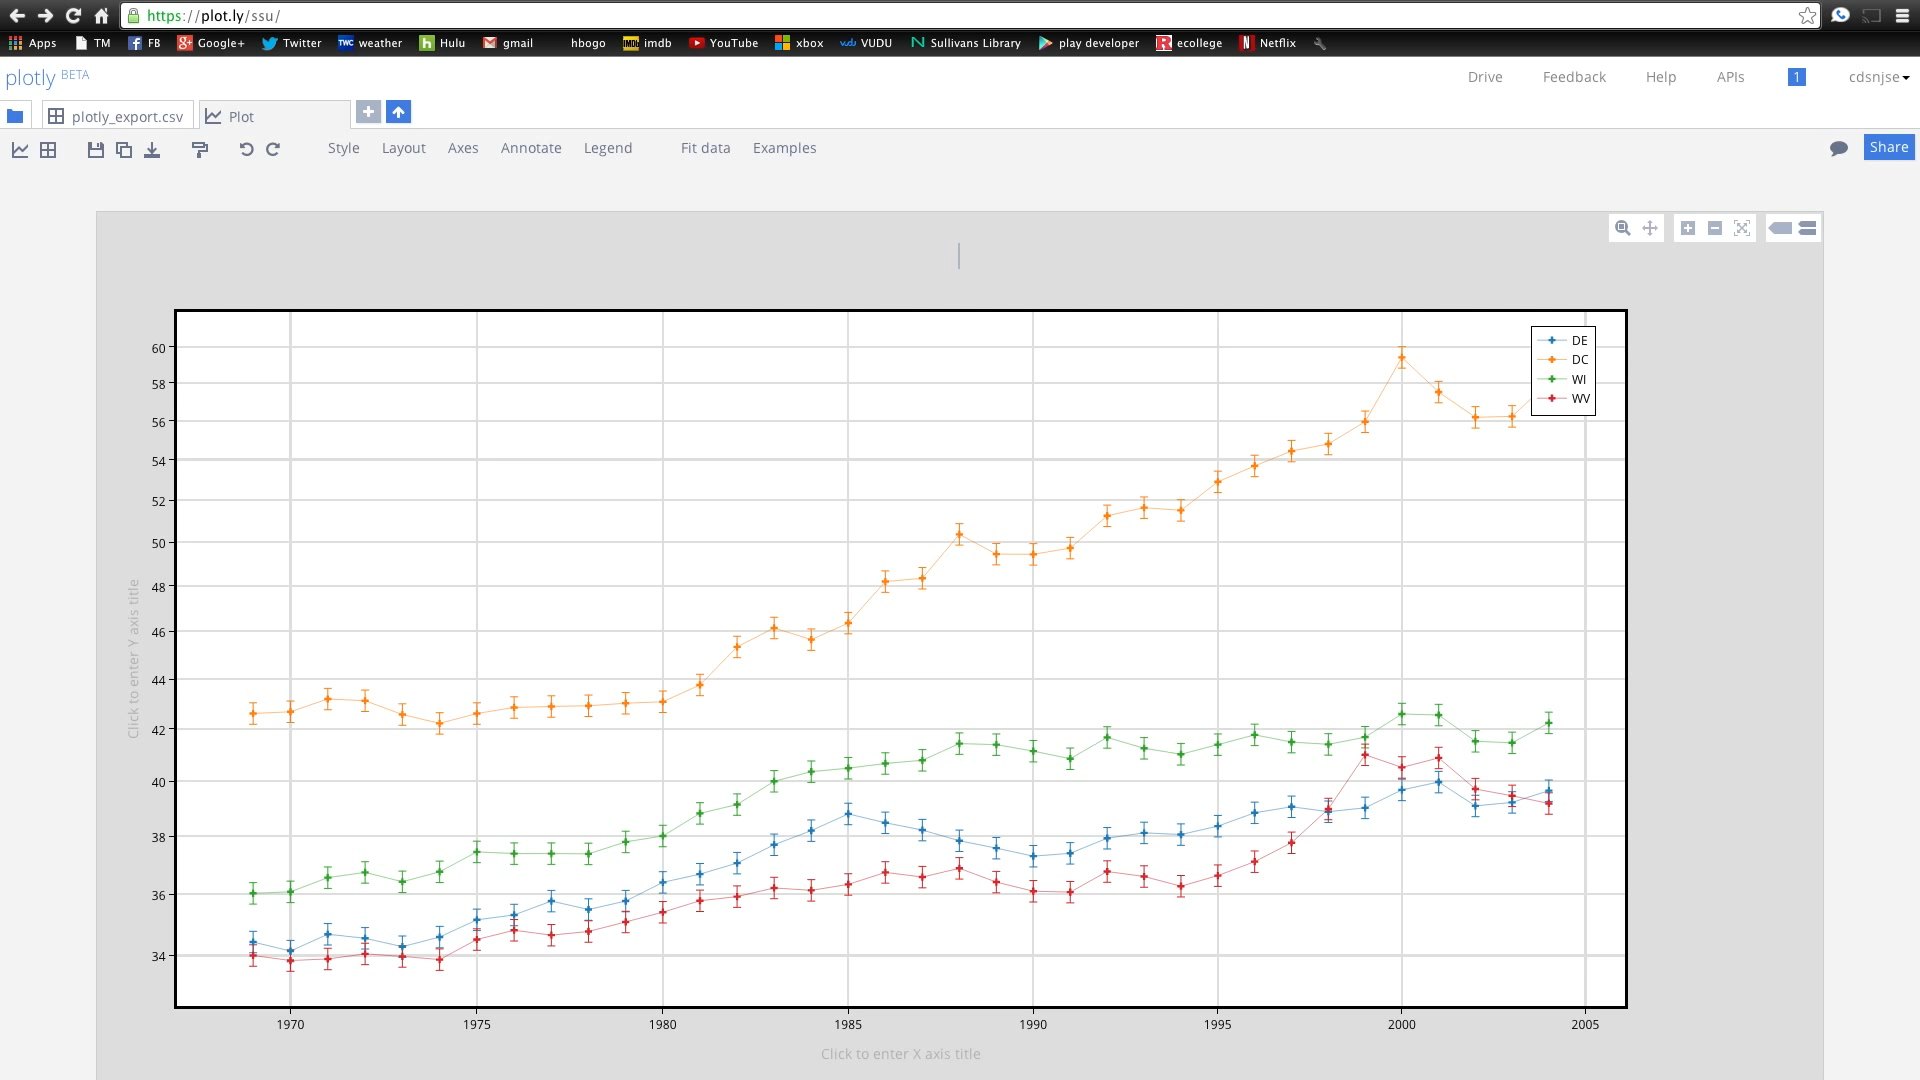 https://plot.ly/ssu/
Apps TM FB Google+ Twitter TWC weather Hulu gmail hbogo IMDb imdb YouTube xbox vdu VUDU Sullivans Library play developer ecollege Netflix
plotly BETA
Drive Feedback Help APIs 1 cdsnjse
plotly_export.csv Plot
Style Layout Axes Annotate Legend Fit data Examples Share
DE
DC
WI
WV
60
58
56
54
52
50
48
46
44
42
40
38
36
34
Click to enter Y axis title
1970 1975 1980 1985 1990 1995 2000 2005
Click to enter X axis title